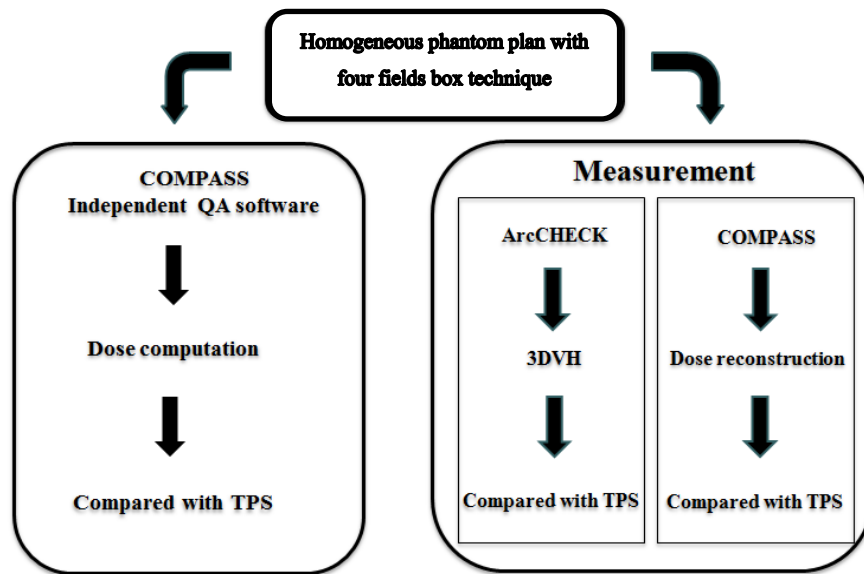 Homogeneous phantom plan with
four fields box technique
COMPASS
Independent QA software
Dose computation
Compared with TPS
Measurement
ArcCHECK
3DVH
Compared with TPS
COMPASS
Dose reconstruction
Compared with TPS